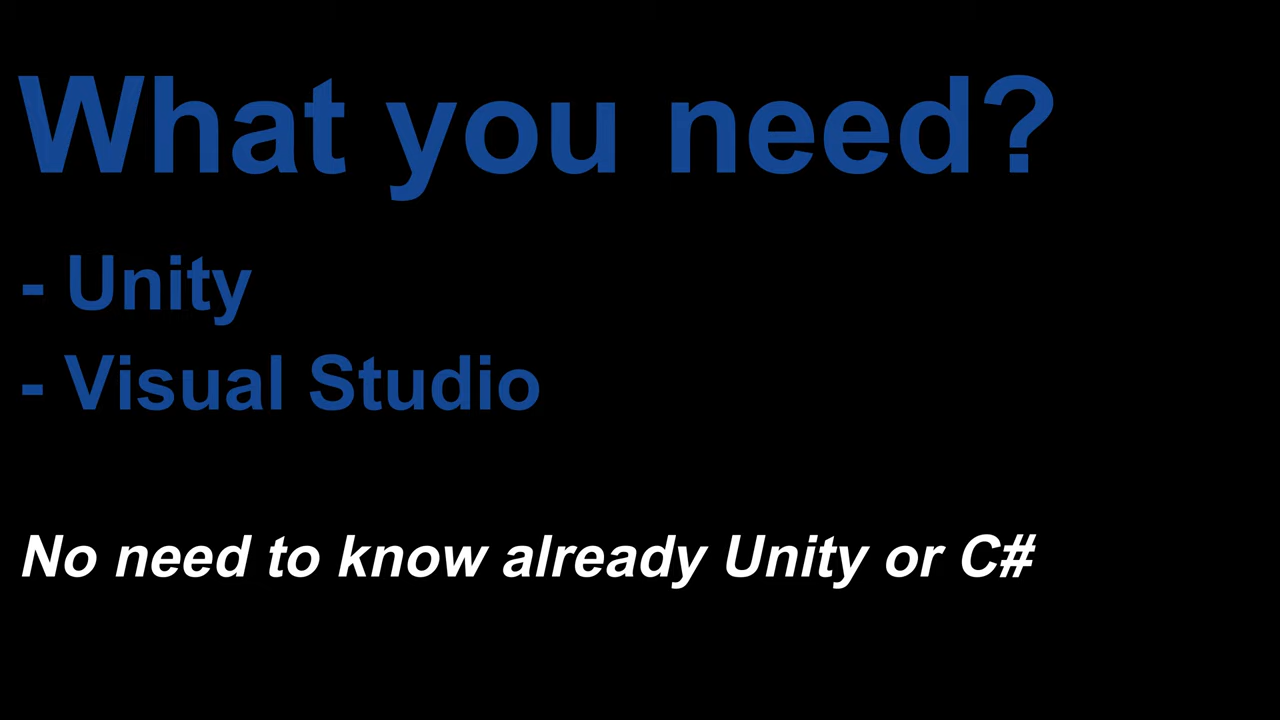 What you need?
- Unity
- Visual Studio
No need to know already Unity or C#